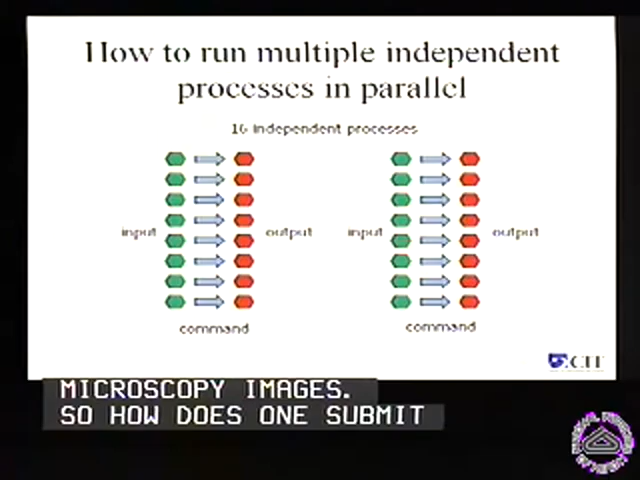 How to run multiple independent
processes in parallel
16 independent processes
input
output
input
output
command
command
CIT
MICROSCOPY IMAGES.
SO HOW DOES ONE SUBMIT